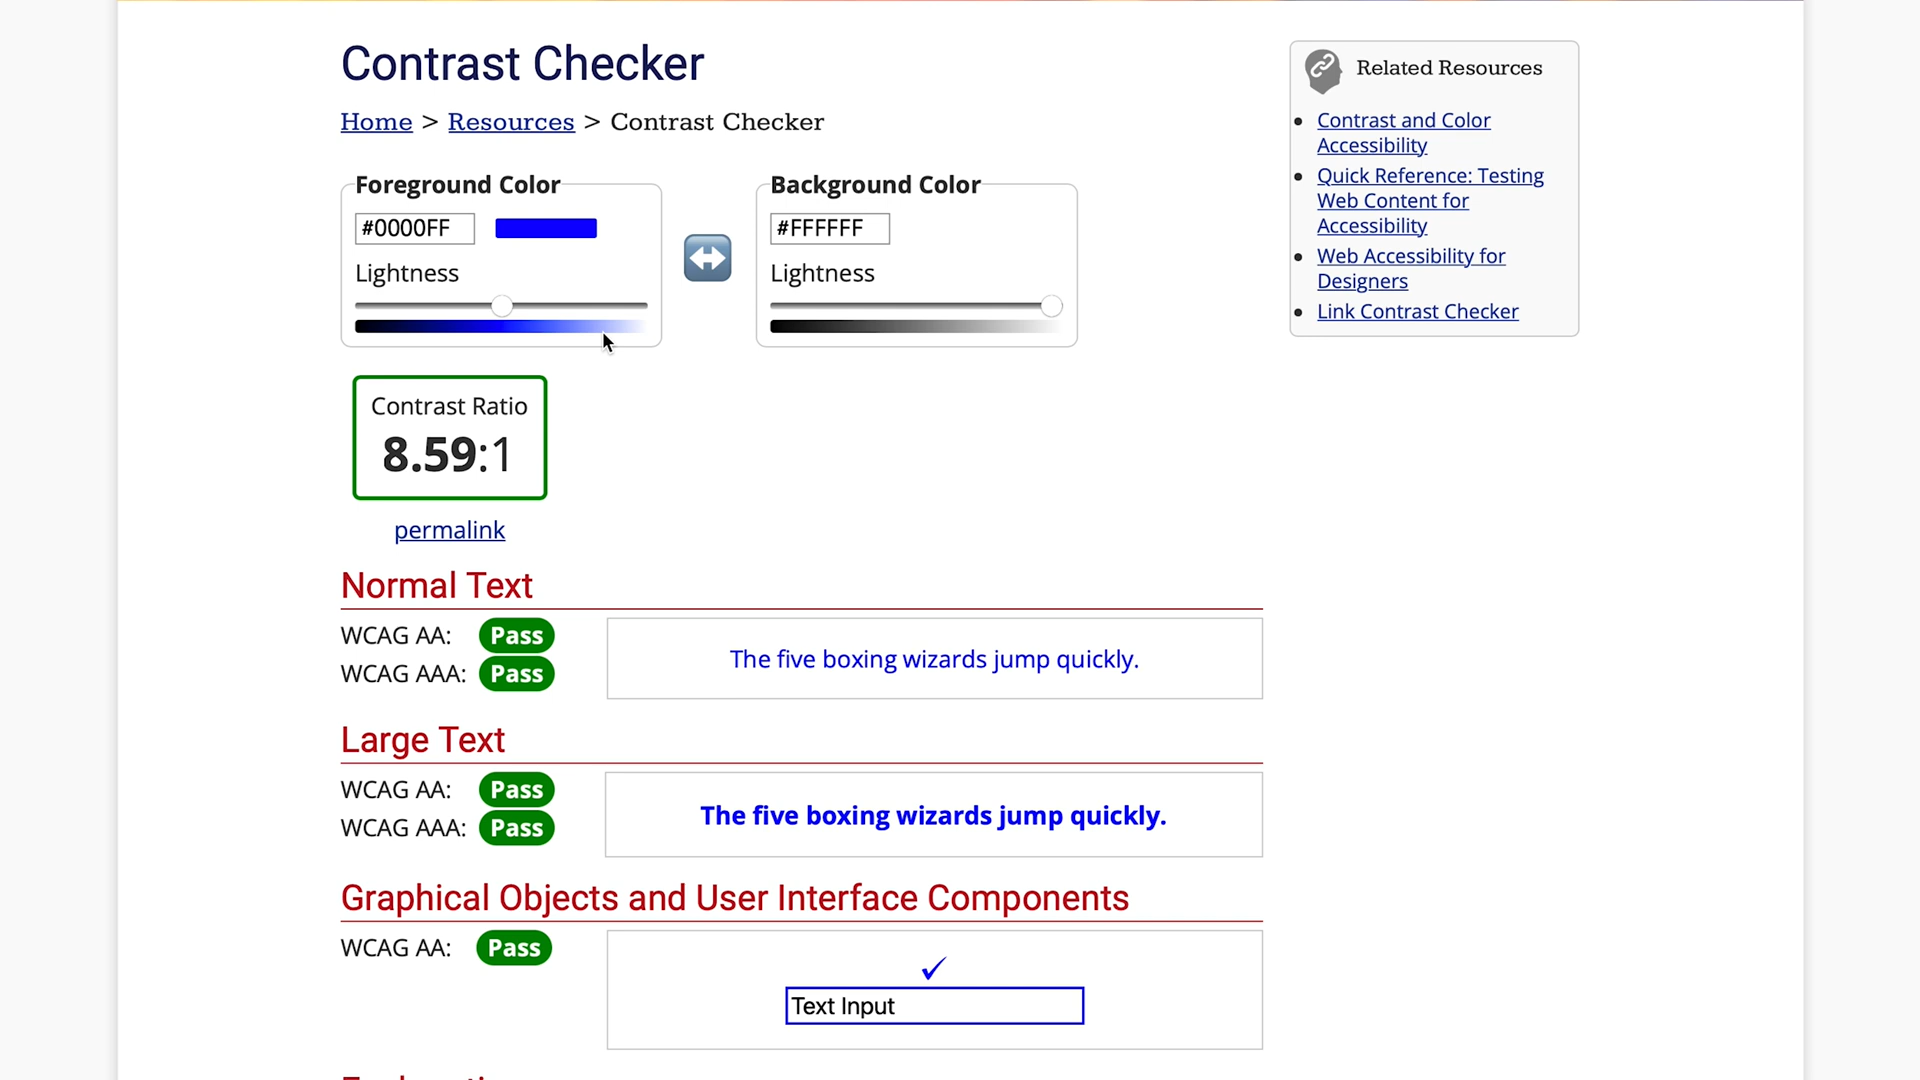 Contrast Checker
Home > Resources > Contrast Checker
Foreground Color
#0000FF
Lightness
Background Color
#FFFFFF
Lightness
Contrast Ratio
8.59:1
permalink
Normal Text
WCAG AA: Pass
WCAG AAA: Pass
The five boxing wizards jump quickly.
Large Text
WCAG AA: Pass
WCAG AAA: Pass
The five boxing wizards jump quickly.
Graphical Objects and User Interface Components
WCAG AA: Pass
✓
Text Input
Related Resources
Contrast and Color
Accessibility
Quick Reference: Testing
Web Content for
Accessibility
Web Accessibility for
Designers
Link Contrast Checker